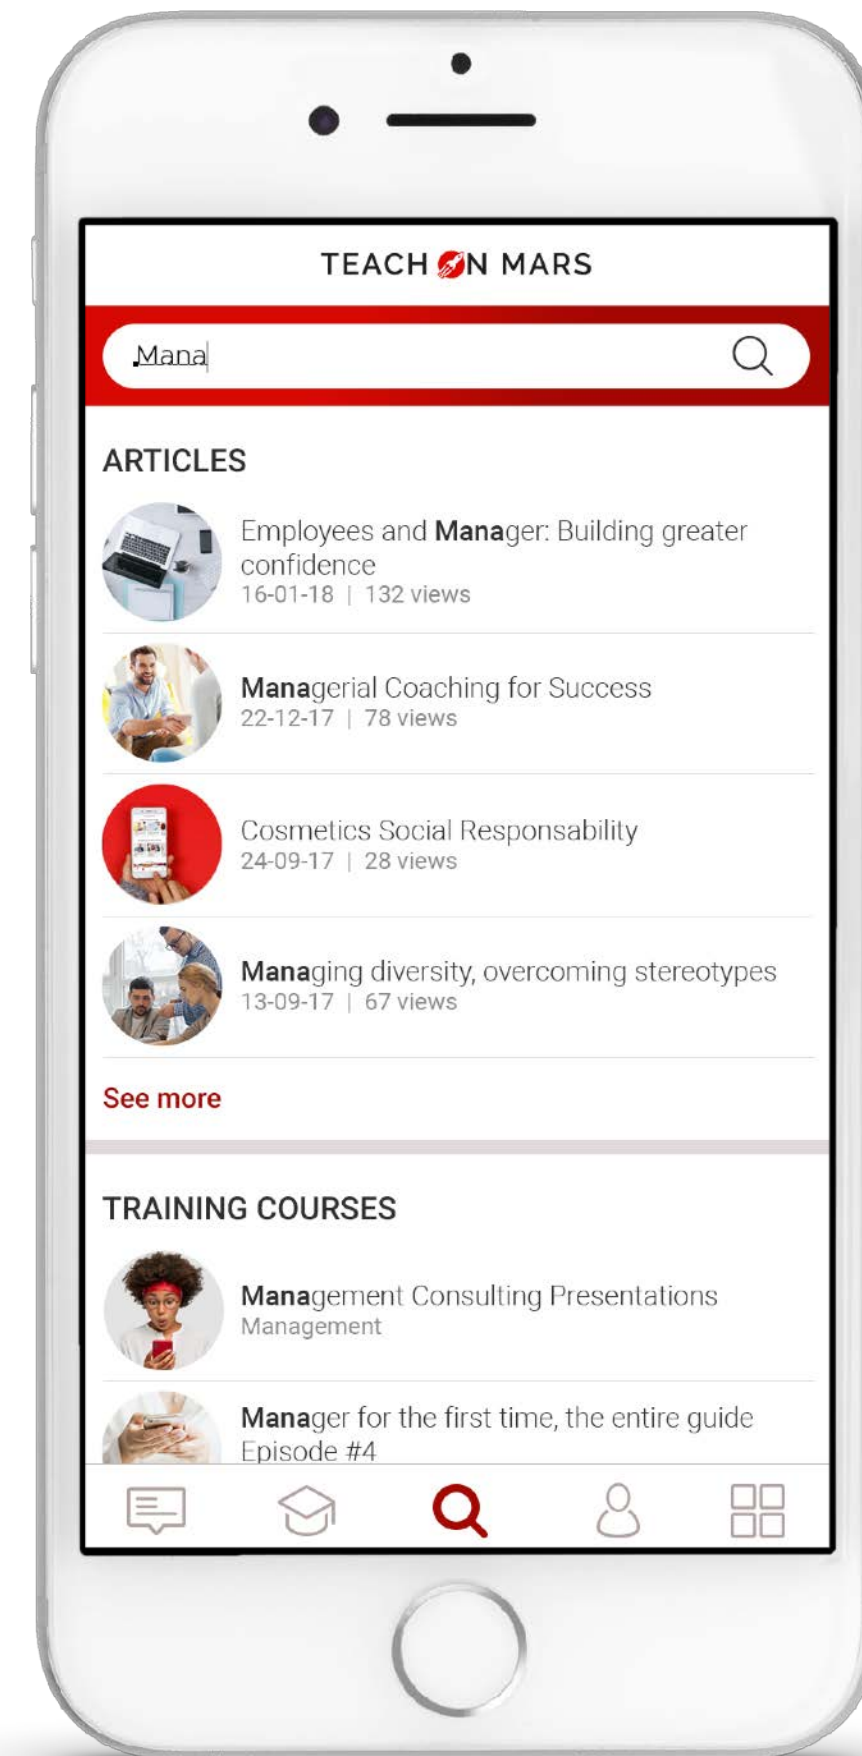 TEACH ON MARS
Mana
ARTICLES
Employees and Manager: Building greater
confidence
16-01-18 | 132 views
Managerial Coaching for Success
22-12-17 | 78 views
Cosmetics Social Responsability
24-09-17 | 28 views
Managing diversity, overcoming stereotypes
13-09-17 | 67 views
See more
TRAINING COURSES
Management Consulting Presentations
Management
Manager for the first time, the entire guide
Episode #4